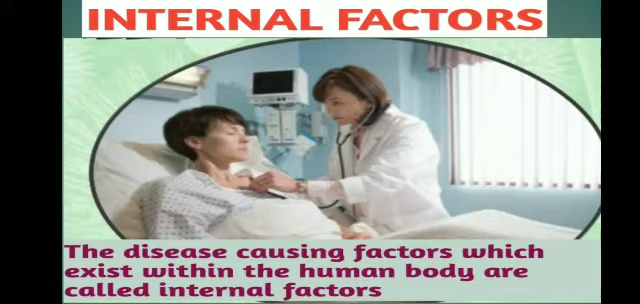 INTERNAL FACTORS
The disease causing factors which
exist within the human body are
called internal factors